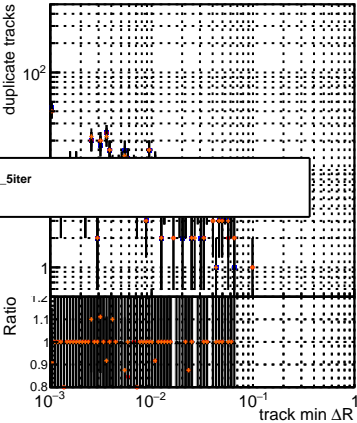 duplicate tracks
10²
_5iter
1
Ratio
1.2
1.1
1
0.9
0.8
10⁻³ 10⁻² 10⁻¹ 1
track min ΔR